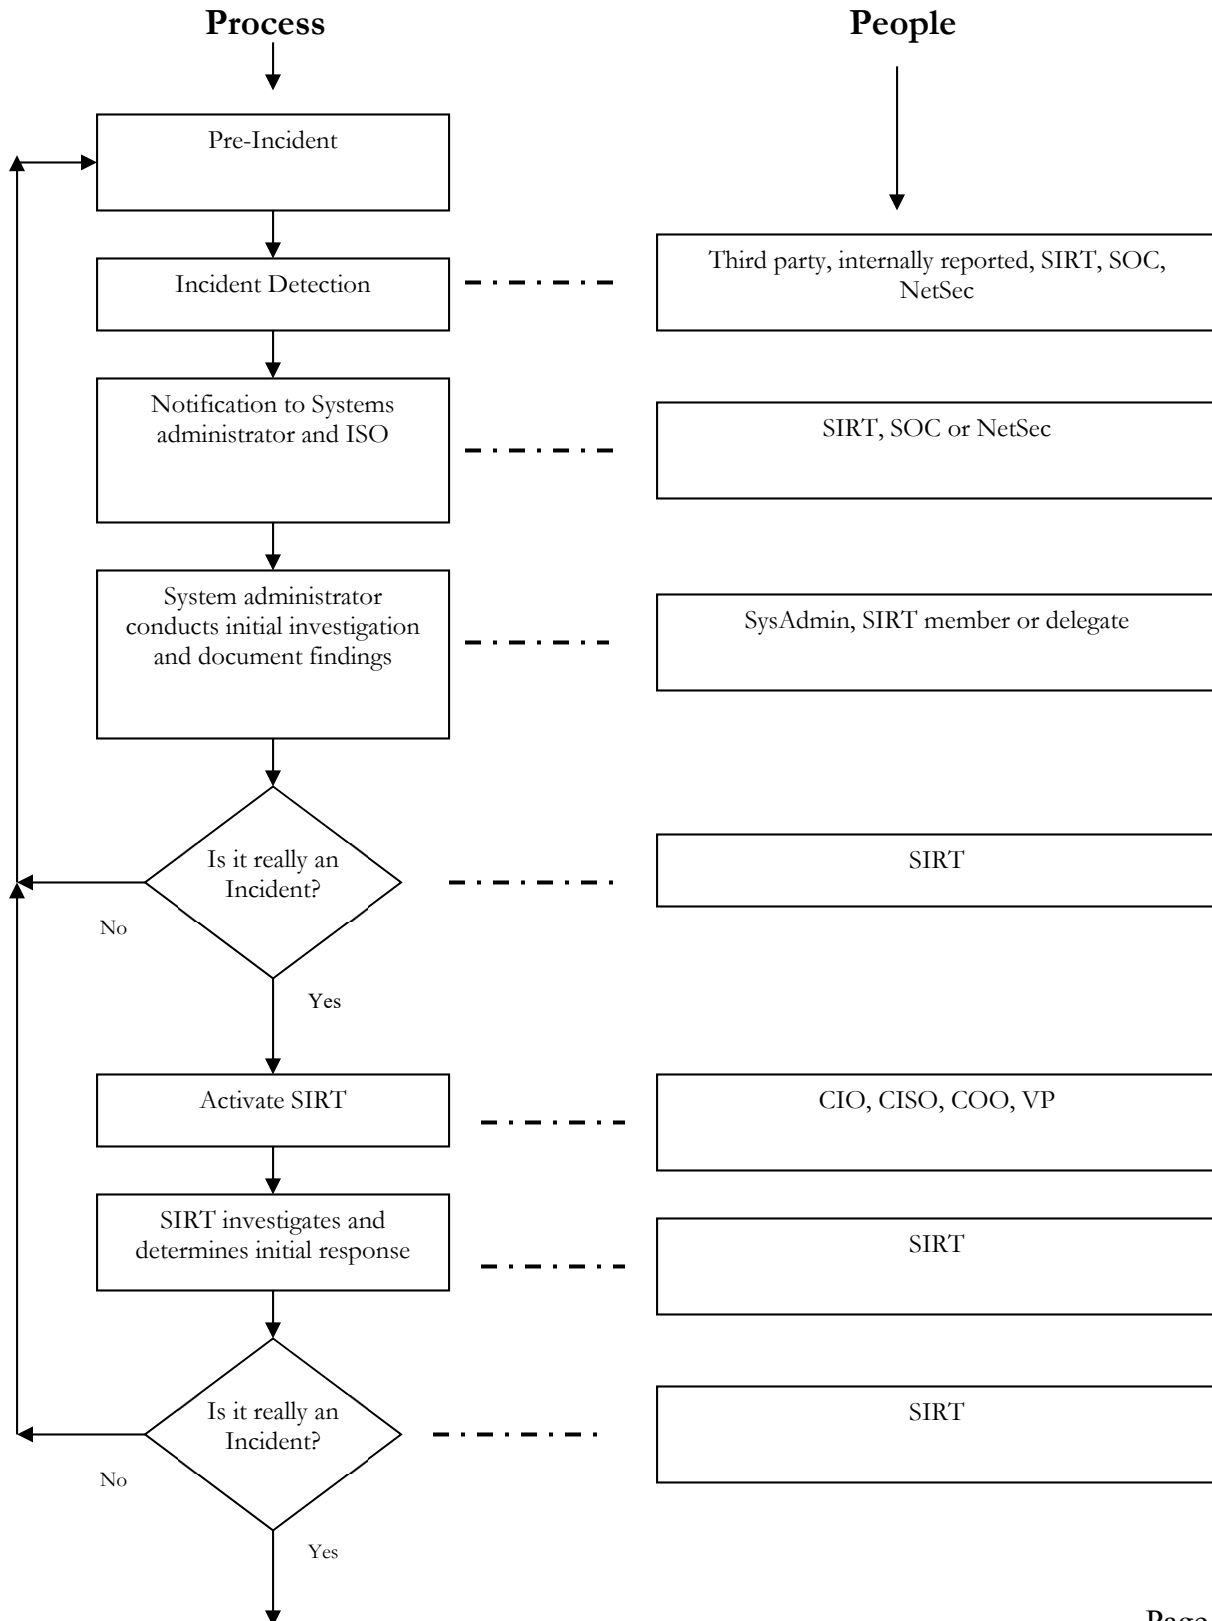 Process
People
Pre-Incident
Incident Detection
Third party, internally reported, SIRT, SOC,
NetSec
Notification to Systems
administrator and ISO
SIRT, SOC or NetSec
System administrator
conducts initial investigation
and document findings
SysAdmin, SIRT member or delegate
Is it really an
Incident?
SIRT
No
Yes
Activate SIRT
CIO, CISO, COO, VP
SIRT investigates and
determines initial response
SIRT
Is it really an
Incident?
SIRT
No
Yes
Page